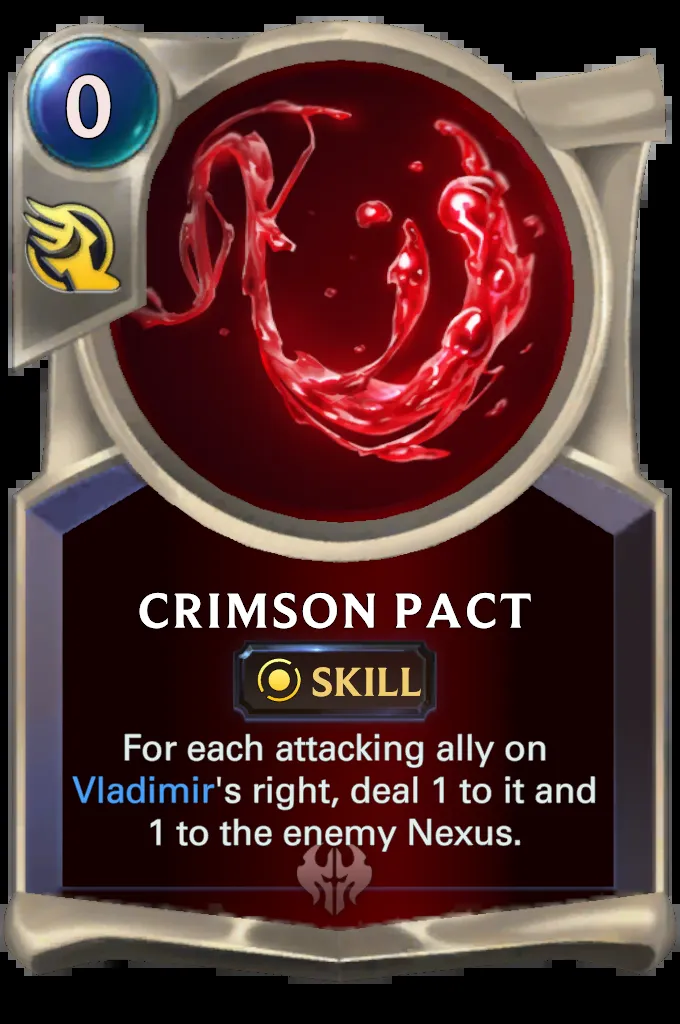 0
CRIMSON PACT
SKILL
For each attacking ally on
Vladimir's right, deal 1 to it and
1 to the enemy Nexus.